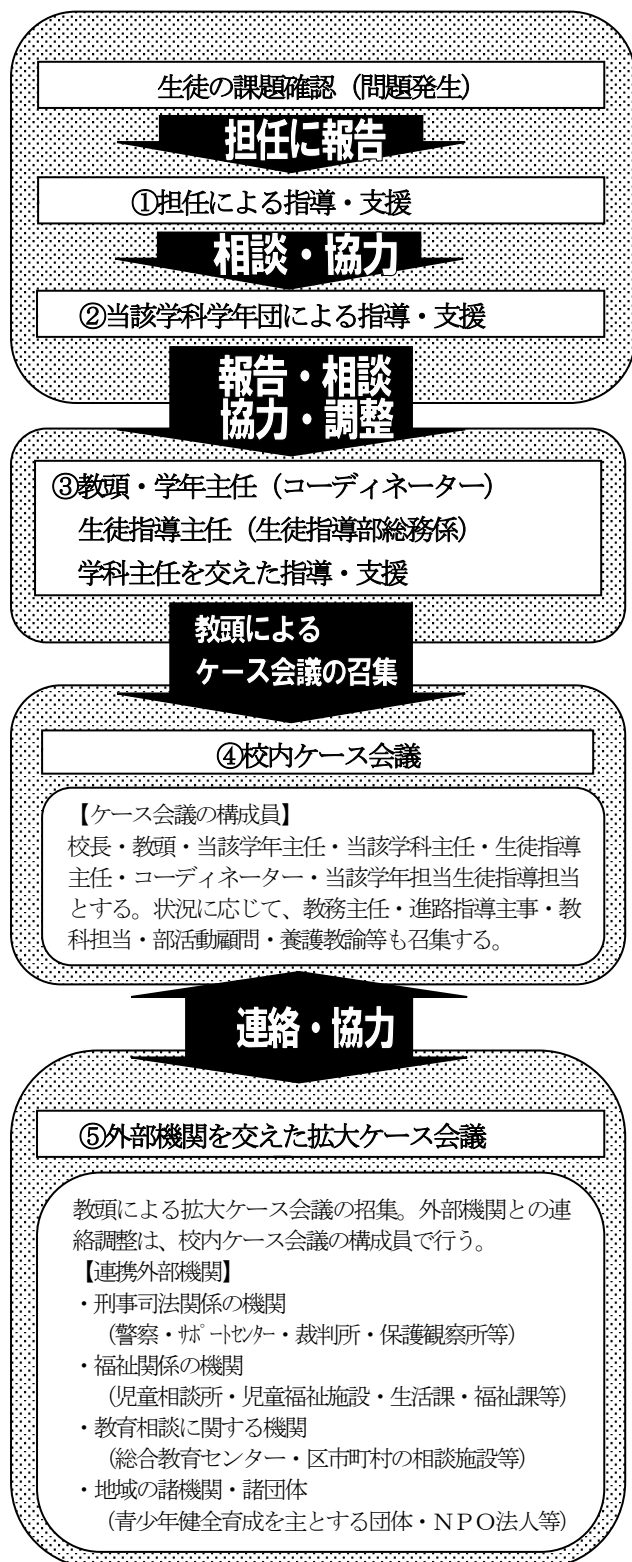 生徒の課題確認（問題発生）
担任に報告
①担任による指導・支援
相談・協力
②当該学科学年団による指導・支援
報告・相談
協力・調整
③教頭・学年主任（コーディネーター）
生徒指導主任（生徒指導部総務係）
学科主任を交えた指導・支援
教頭による
ケース会議の召集
④校内ケース会議
【ケース会議の構成員】
校長・教頭・当該学年主任・当該学科主任・生徒指導
主任・コーディネーター・当該学年担当生徒指導担当
とする。状況に応じて、教務主任・進路指導主事・教
科担当・部活動顧問・養護教諭等も召集する。
連絡・協力
⑤外部機関を交えた拡大ケース会議
教頭による拡大ケース会議の招集。外部機関との連
絡調整は、校内ケース会議の構成員で行う。
【連携外部機関】
・刑事司法関係の機関
（警察・ｻﾎﾟｰﾄｾﾝﾀｰ・裁判所・保護観察所等）
・福祉関係の機関
（児童相談所・児童福祉施設・生活課・福祉課等）
・教育相談に関する機関
（総合教育センター・区市町村の相談施設等）
・地域の諸機関・諸団体
（青少年健全育成を主とする団体・ＮＰＯ法人等）